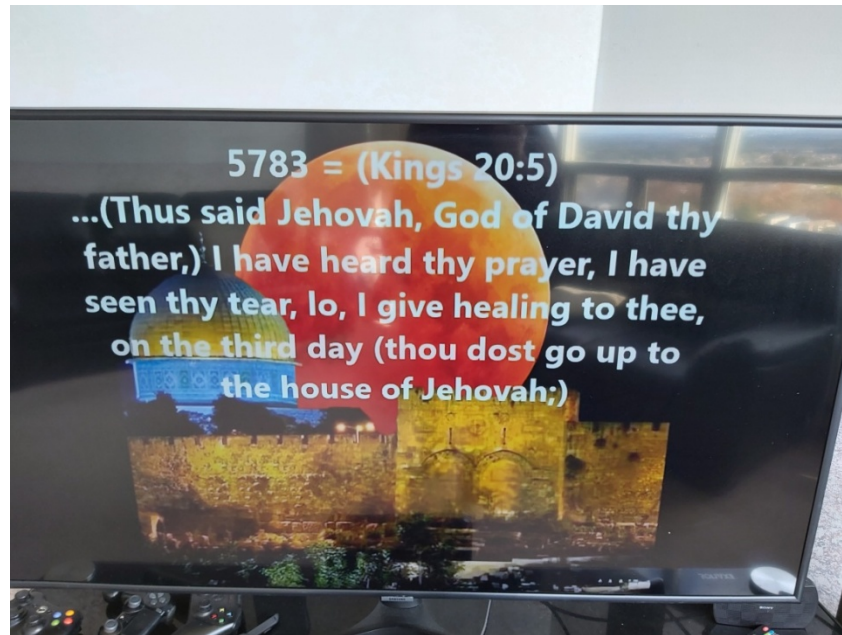 5783 = (Kings 20:5)
...(Thus said Jehovah, God of David thy
father,) I have heard thy prayer, I have
seen thy tear, lo, I give healing to thee,
on the third day (thou dost go up to
the house of Jehovah;)